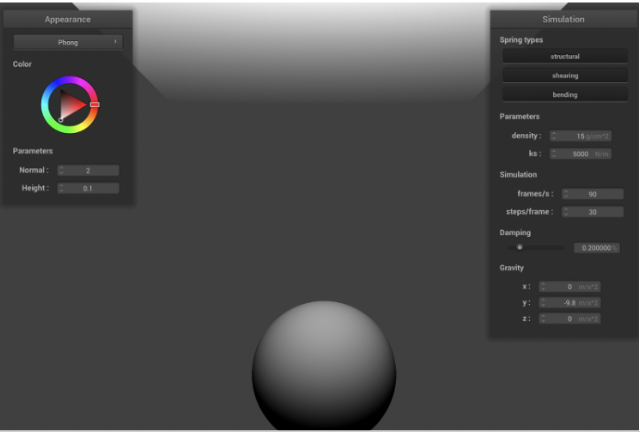 Appearance
Phong
Color
Parameters
Normal : 2
Height : 0.1
Simulation
Spring types
structural
shearing
bending
Parameters
density : 15 g/cm^2
ks : 5000 N/m
Simulation
frames/s : 90
steps/frame : 30
Damping
0.200000 %
Gravity
x : 0 m/s^2
y : -9.8 m/s^2
z : 0 m/s^2